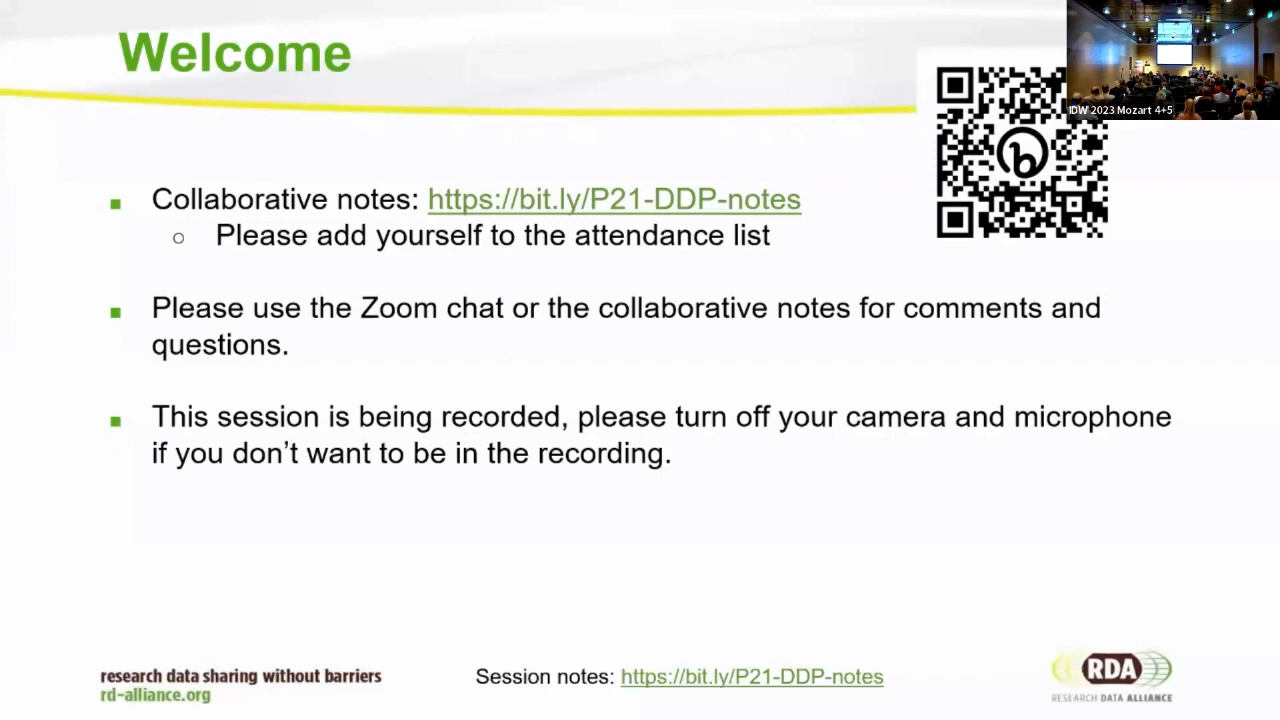 Welcome
IDW 2023 Mozart 4+5
Collaborative notes: https://bit.ly/P21-DDP-notes
Please add yourself to the attendance list
Please use the Zoom chat or the collaborative notes for comments and
questions.
This session is being recorded, please turn off your camera and microphone
if you don’t want to be in the recording.
research data sharing without barriers
rd-alliance.org
Session notes: https://bit.ly/P21-DDP-notes
RDA
RESEARCH DATA ALLIANCE